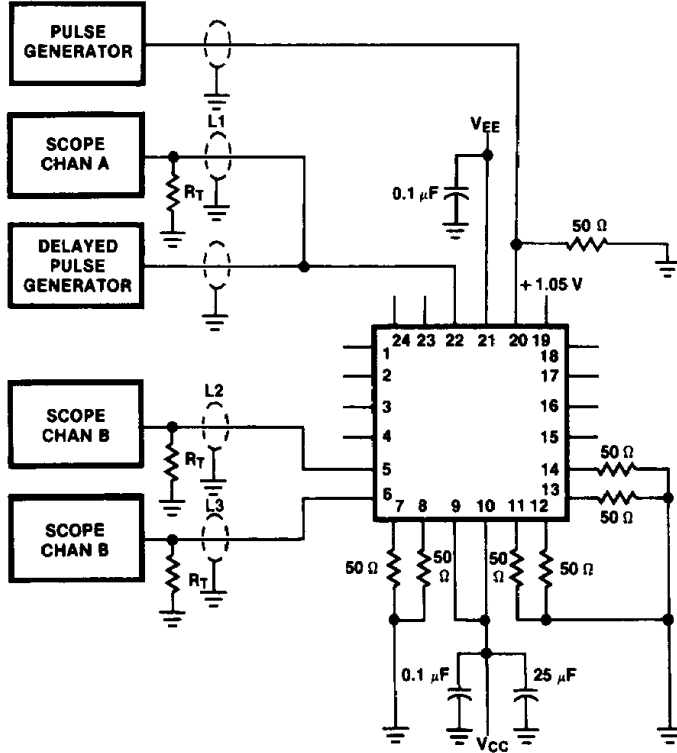 PULSE
GENERATOR
SCOPE
CHAN A
L1
R_T
DELAYED
PULSE
GENERATOR
V_EE
0.1 μF
50 Ω
+ 1.05 V
24 23 22 21 20 19
1
2
3
4
5
6
18
17
16
15
14
13
7 8 9 10 11 12
SCOPE
CHAN B
L2
R_T
SCOPE
CHAN B
L3
R_T
50 Ω
50 Ω
50 Ω
50
Ω
50
Ω
50 Ω
0.1 μF
25 μF
V_CC